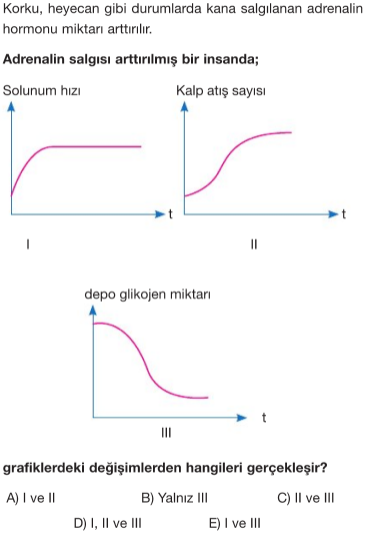 Korku, heyecan gibi durumlarda kana salgılanan adrenalin
hormonu miktarı arttırılır.
Adrenalin salgısı arttırılmış bir insanda;
Solunum hızı
Kalp atış sayısı
t
t
I
II
depo glikojen miktarı
t
III
grafiklerdeki değişimlerden hangileri gerçekleşir?
A) I ve II B) Yalnız III C) II ve III
D) I, II ve III E) I ve III